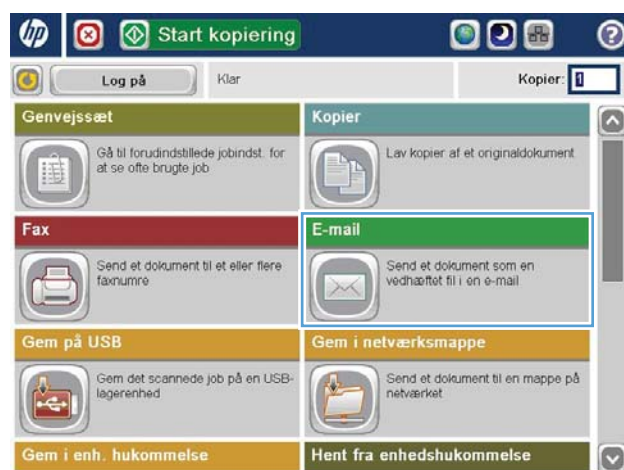 hp
Start kopiering
?
Log på
Klar
Kopier: 1
Genvejssæt
Gå til forudindstillede jobindst. for
at se ofte brugte job
Kopier
Lav kopier af et originaldokument
Fax
Send et dokument til et eller flere
faxnumre
E-mail
Send et dokument som en
vedhæftet fil i en e-mail
Gem på USB
Gem det scannede job på en USB-
lagerenhed
Gem i netværksmappe
Send et dokument til en mappe på
netværket
Gem i enh. hukommelse
Hent fra enhedshukommelse